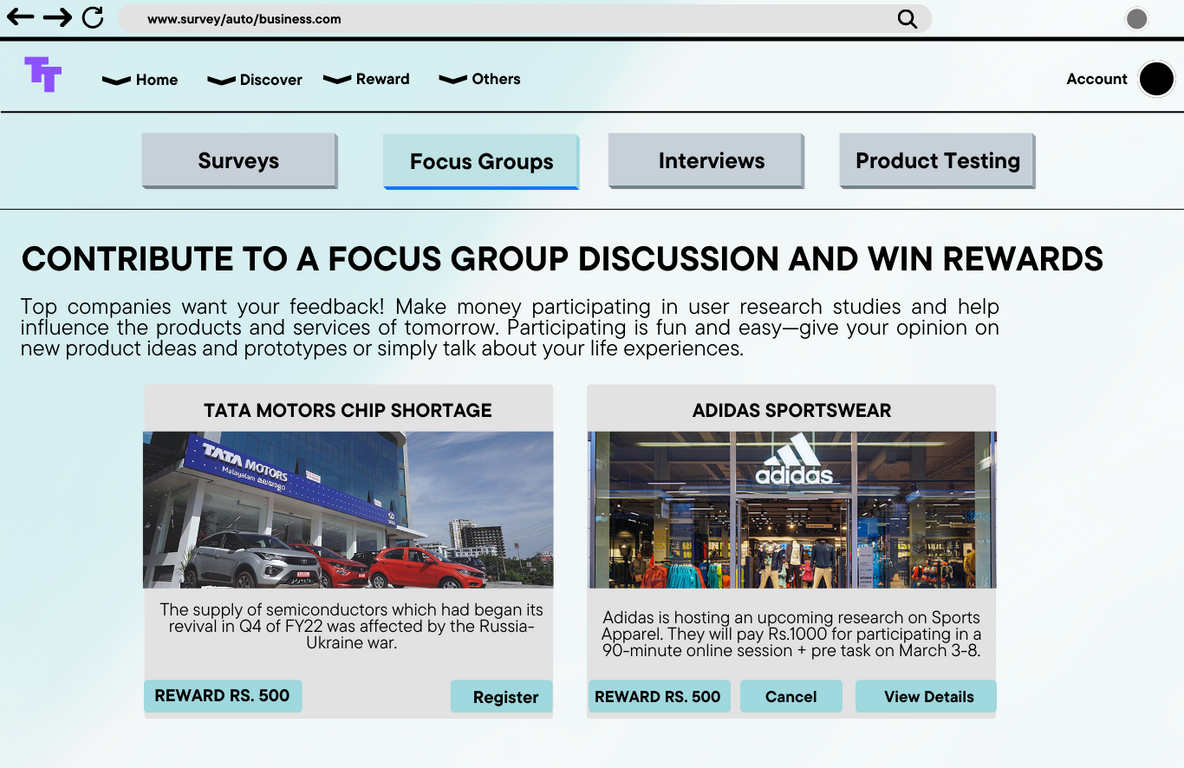 www.survey/auto/business.com
TT
Home
Discover
Reward
Others
Account
Surveys
Focus Groups
Interviews
Product Testing
CONTRIBUTE TO A FOCUS GROUP DISCUSSION AND WIN REWARDS
Top companies want your feedback! Make money participating in user research studies and help
influence the products and services of tomorrow. Participating is fun and easy—give your opinion on
new product ideas and prototypes or simply talk about your life experiences.
TATA MOTORS CHIP SHORTAGE
TATA MOTORS
Malayalam മലയാളം
The supply of semiconductors which had began its
revival in Q4 of FY22 was affected by the Russia-
Ukraine war.
REWARD RS. 500
Register
ADIDAS SPORTSWEAR
adidas
Adidas is hosting an upcoming research on Sports
Apparel. They will pay Rs.1000 for participating in a
90-minute online session + pre task on March 3-8.
REWARD RS. 500
Cancel
View Details